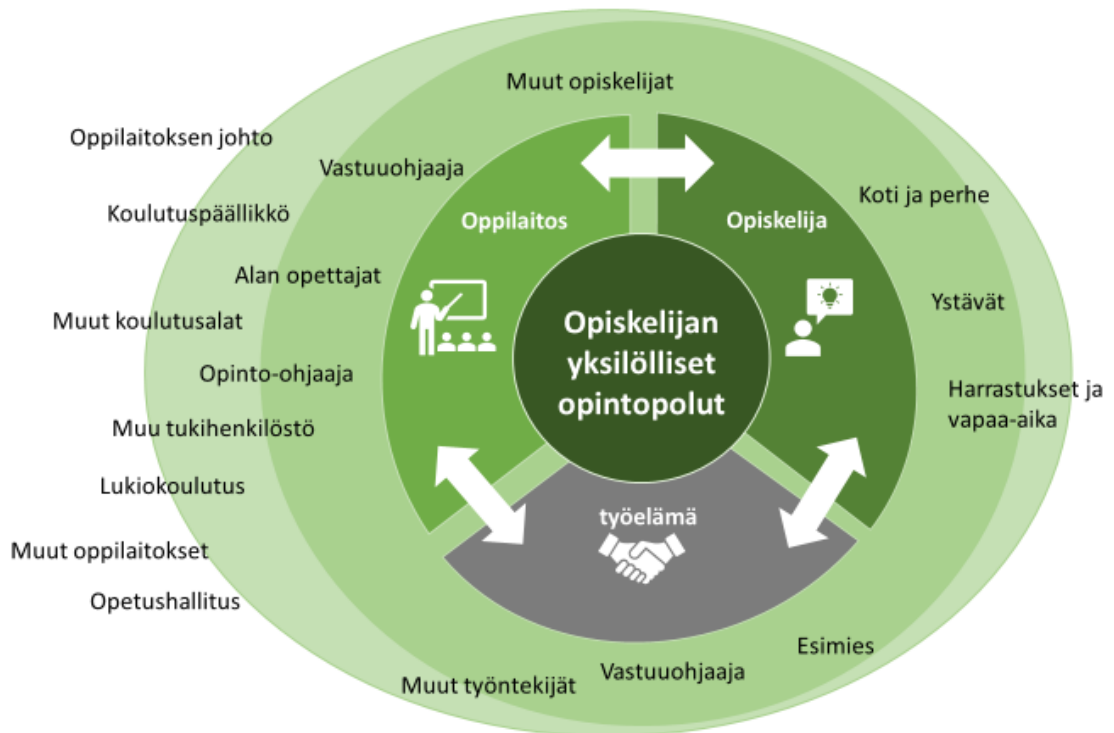 Muut opiskelijat
Oppilaitoksen johto
Vastuuohjaaja
Koti ja perhe
Koulutuspäällikkö
Oppilaitos
Opiskelija
Alan opettajat
Ystävät
Muut koulutusalat
Opiskelijan
yksilölliset
opintopolut
Opinto-ohjaaja
Harrastukset ja
vapaa-aika
Muu tukihenkilöstö
Lukiokoulutus
työelämä
Muut oppilaitokset
Opetushallitus
Esimies
Vastuuohjaaja
Muut työntekijät